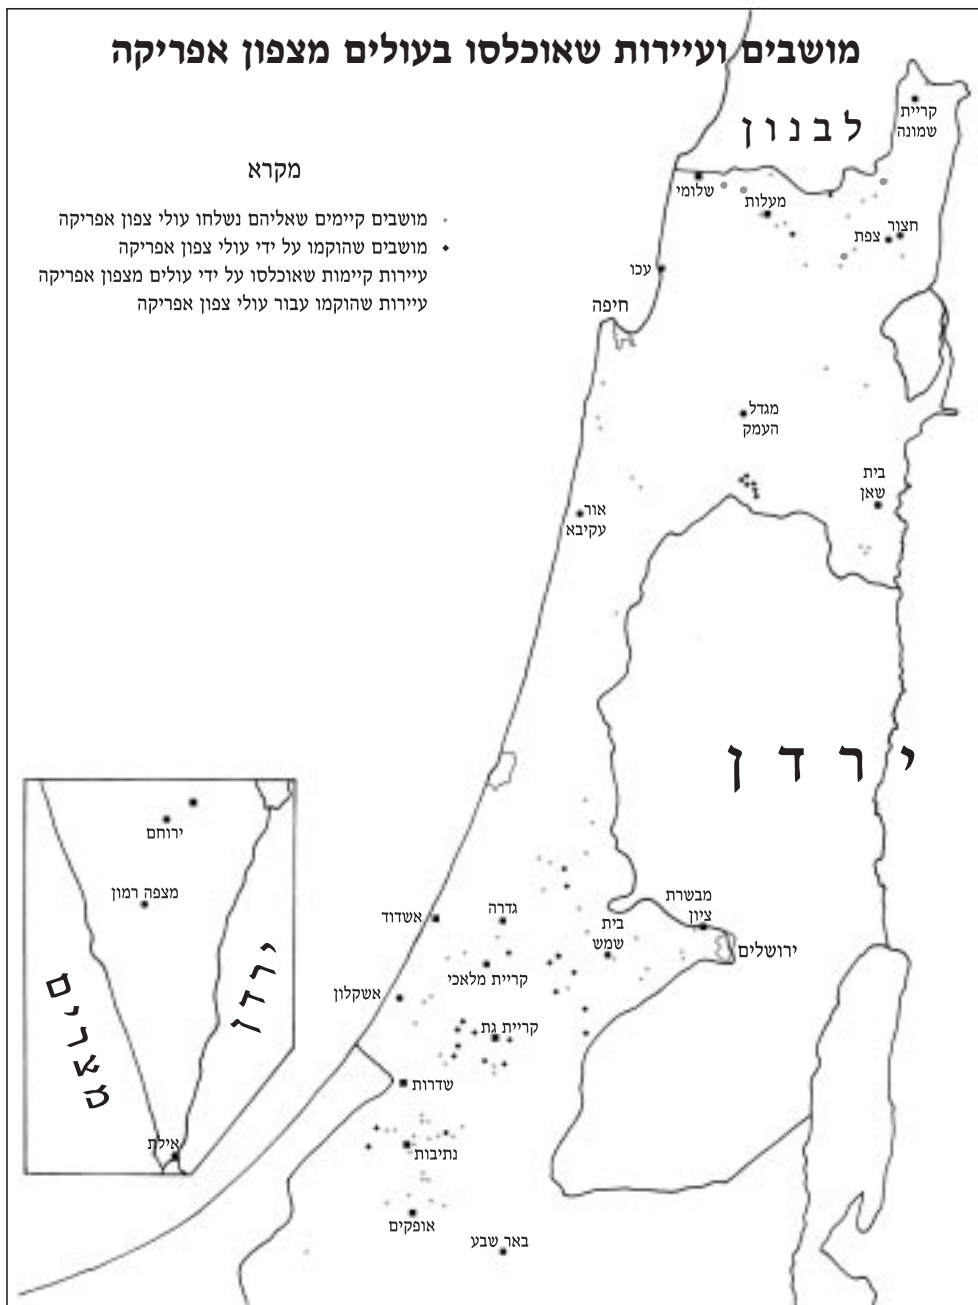 מושבים ועיירות שאוכלסו בעולים מצפון אפריקה
לבנון
קריית
שמונה
מקרא
מושבים קיימים שאליהם נשלחו עולי צפון אפריקה
מושבים שהוקמו על ידי עולי צפון אפריקה
עיירות קיימות שאוכלסו על ידי עולים מצפון אפריקה
עיירות שהוקמו עבור עולי צפון אפריקה
שלומי
מעלות
חצור
צפת
עכו
חיפה
מגדל
העמק
בית
שאן
אור
עקיבא
ירדן
ירוחם
מצפה רמון
ירדן
מצרים
אילת
מבשרת
ציון
ירושלים
בית
שמש
גדרה
אשדוד
קריית מלאכי
אשקלון
קריית גת
שדרות
נתיבות
אופקים
באר שבע